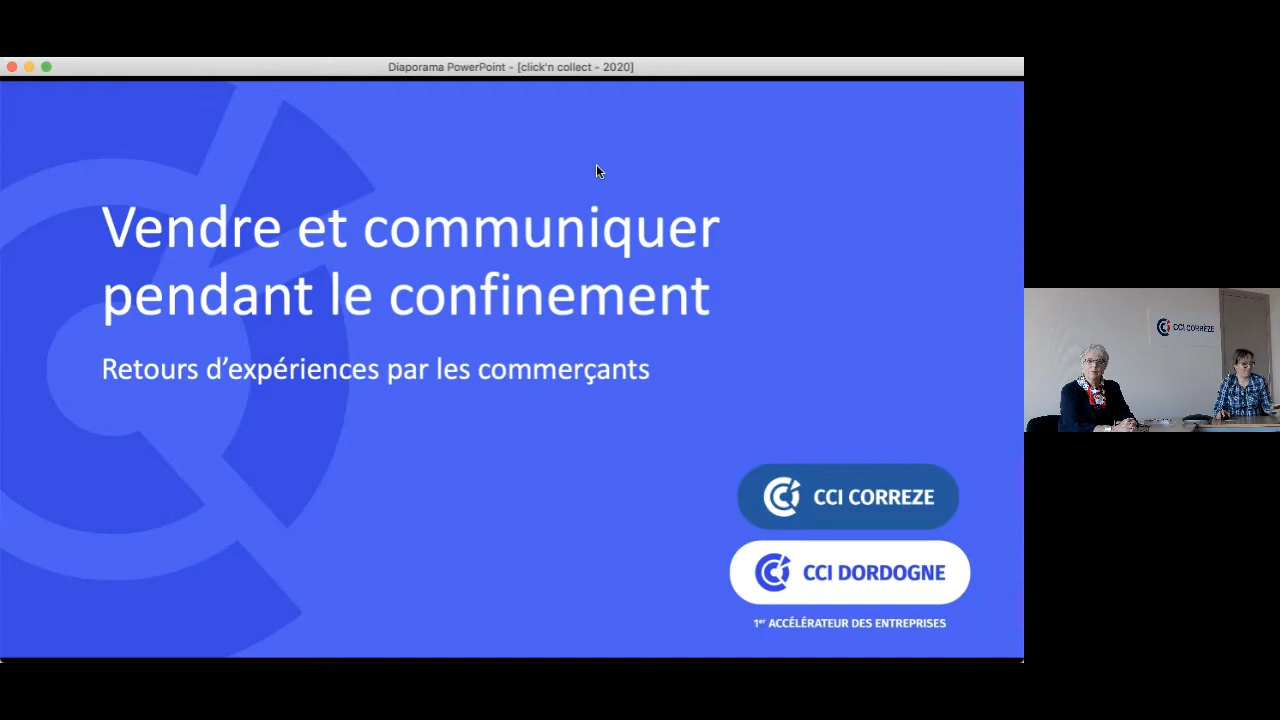 Diaporama PowerPoint - [click'n collect - 2020]
Vendre et communiquer
pendant le confinement
Retours d’expériences par les commerçants
CCI CORRÈZE
CCI CORREZE
CCI DORDOGNE
1er ACCÉLÉRATEUR DES ENTREPRISES